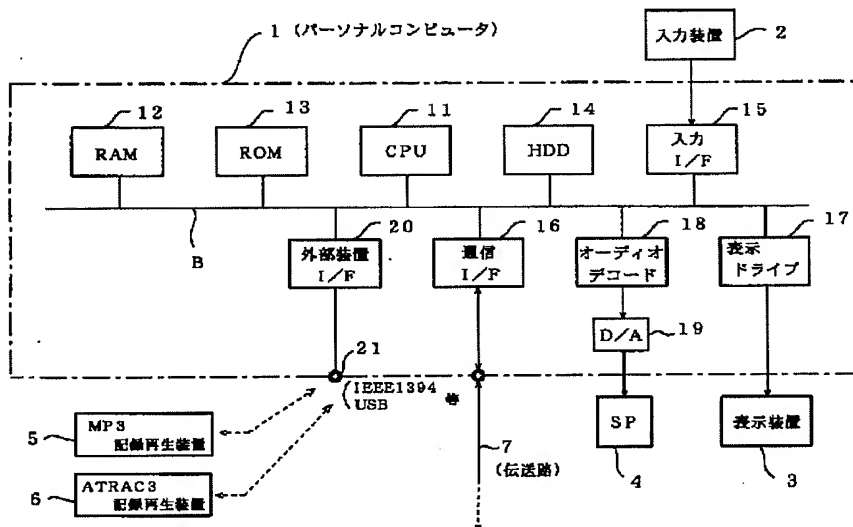 1 (パーソナルコンピュータ)
入力装置
2
12
13
11
14
15
RAM
ROM
CPU
HDD
入力
I/F
B
20
16
18
17
外部装置
I/F
通信
I/F
オーディオ
デコード
表示
ドライブ
D/A
19
21
IEEE1394
USB
等
5
MP3
記録再生装置
6
ATRAC3
記録再生装置
7
(伝送路)
SP
4
表示装置
3